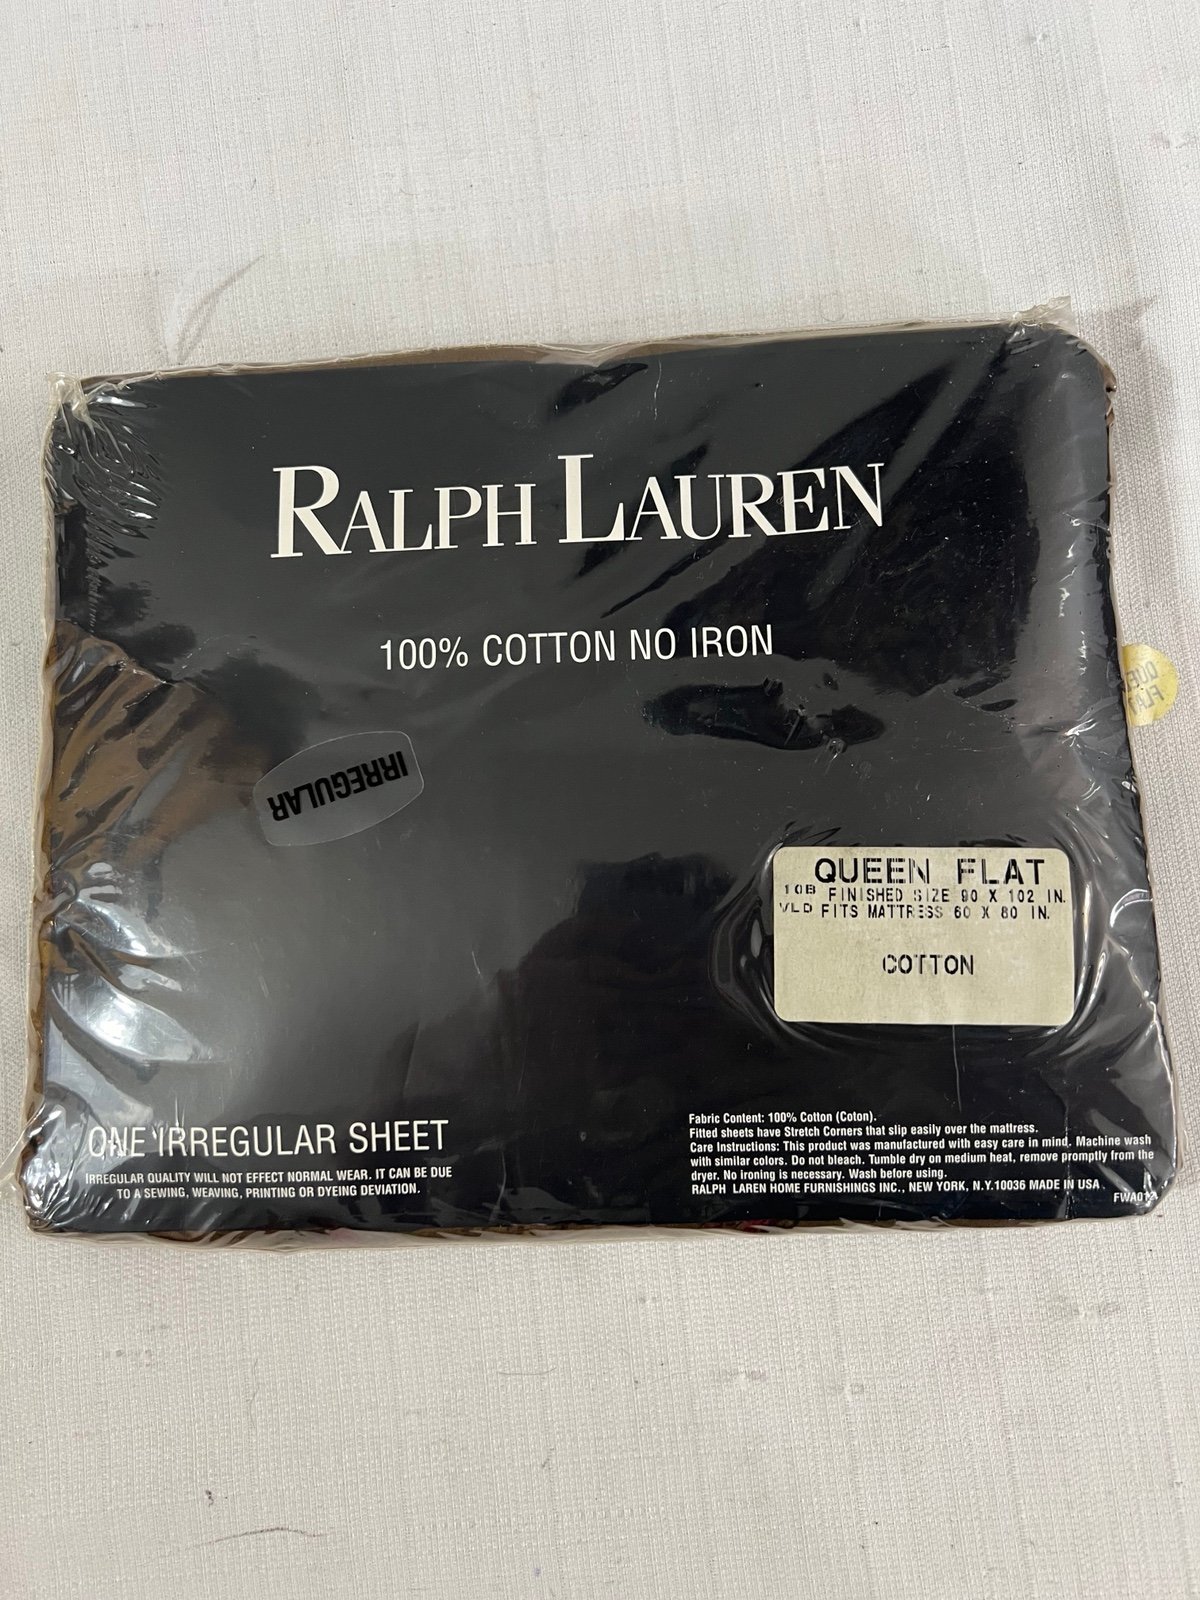 RALPH LAUREN
100% COTTON NO IRON
IRREGULAR
QUEEN FLAT
10B FINISHED SIZE 90 X 102 IN.
VLD FITS MATTRESS 60 X 80 IN.
COTTON
ONE IRREGULAR SHEET
IRREGULAR QUALITY WILL NOT EFFECT NORMAL WEAR. IT CAN BE DUE
TO A SEWING, WEAVING, PRINTING OR DYEING DEVIATION.
Fabric Content: 100% Cotton (Coton).
Fitted sheets have Stretch Corners that slip easily over the mattress.
Care Instructions: This product was manufactured with easy care in mind. Machine wash
with similar colors. Do not bleach. Tumble dry on medium heat, remove promptly from the
dryer. No ironing is necessary. Wash before using.
RALPH LAREN HOME FURNISHINGS INC., NEW YORK, N.Y.10036 MADE IN USA.